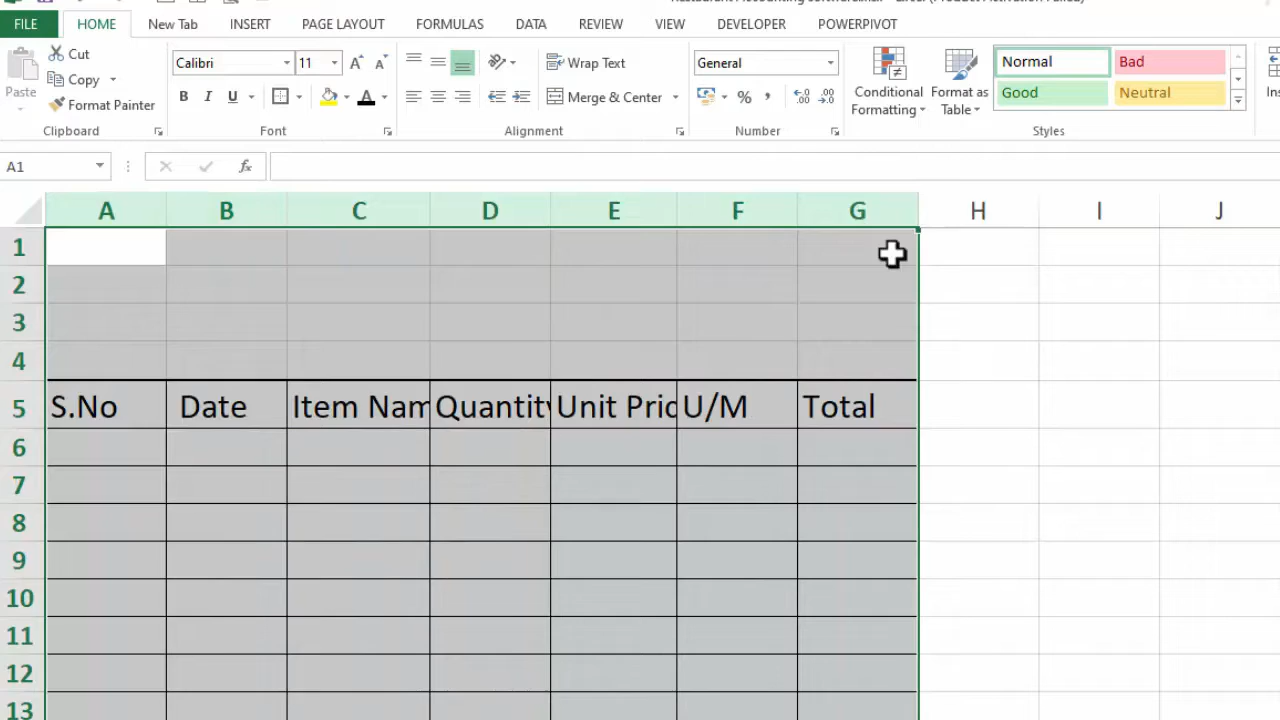 FILE HOME New Tab INSERT PAGE LAYOUT FORMULAS DATA REVIEW VIEW DEVELOPER POWERPIVOT
Paste
Cut
Copy
Format Painter
Clipboard
Calibri 11
B I U A
Font
Wrap Text
Merge & Center
Alignment
General
%
Number
Conditional Formatting
Format as Table
Normal Bad
Good Neutral
Styles
A1 fx
A B C D E F G H I J
1
2
3
4
5 S.No Date Item Nam Quantity Unit Pric U/M Total
6
7
8
9
10
11
12
13